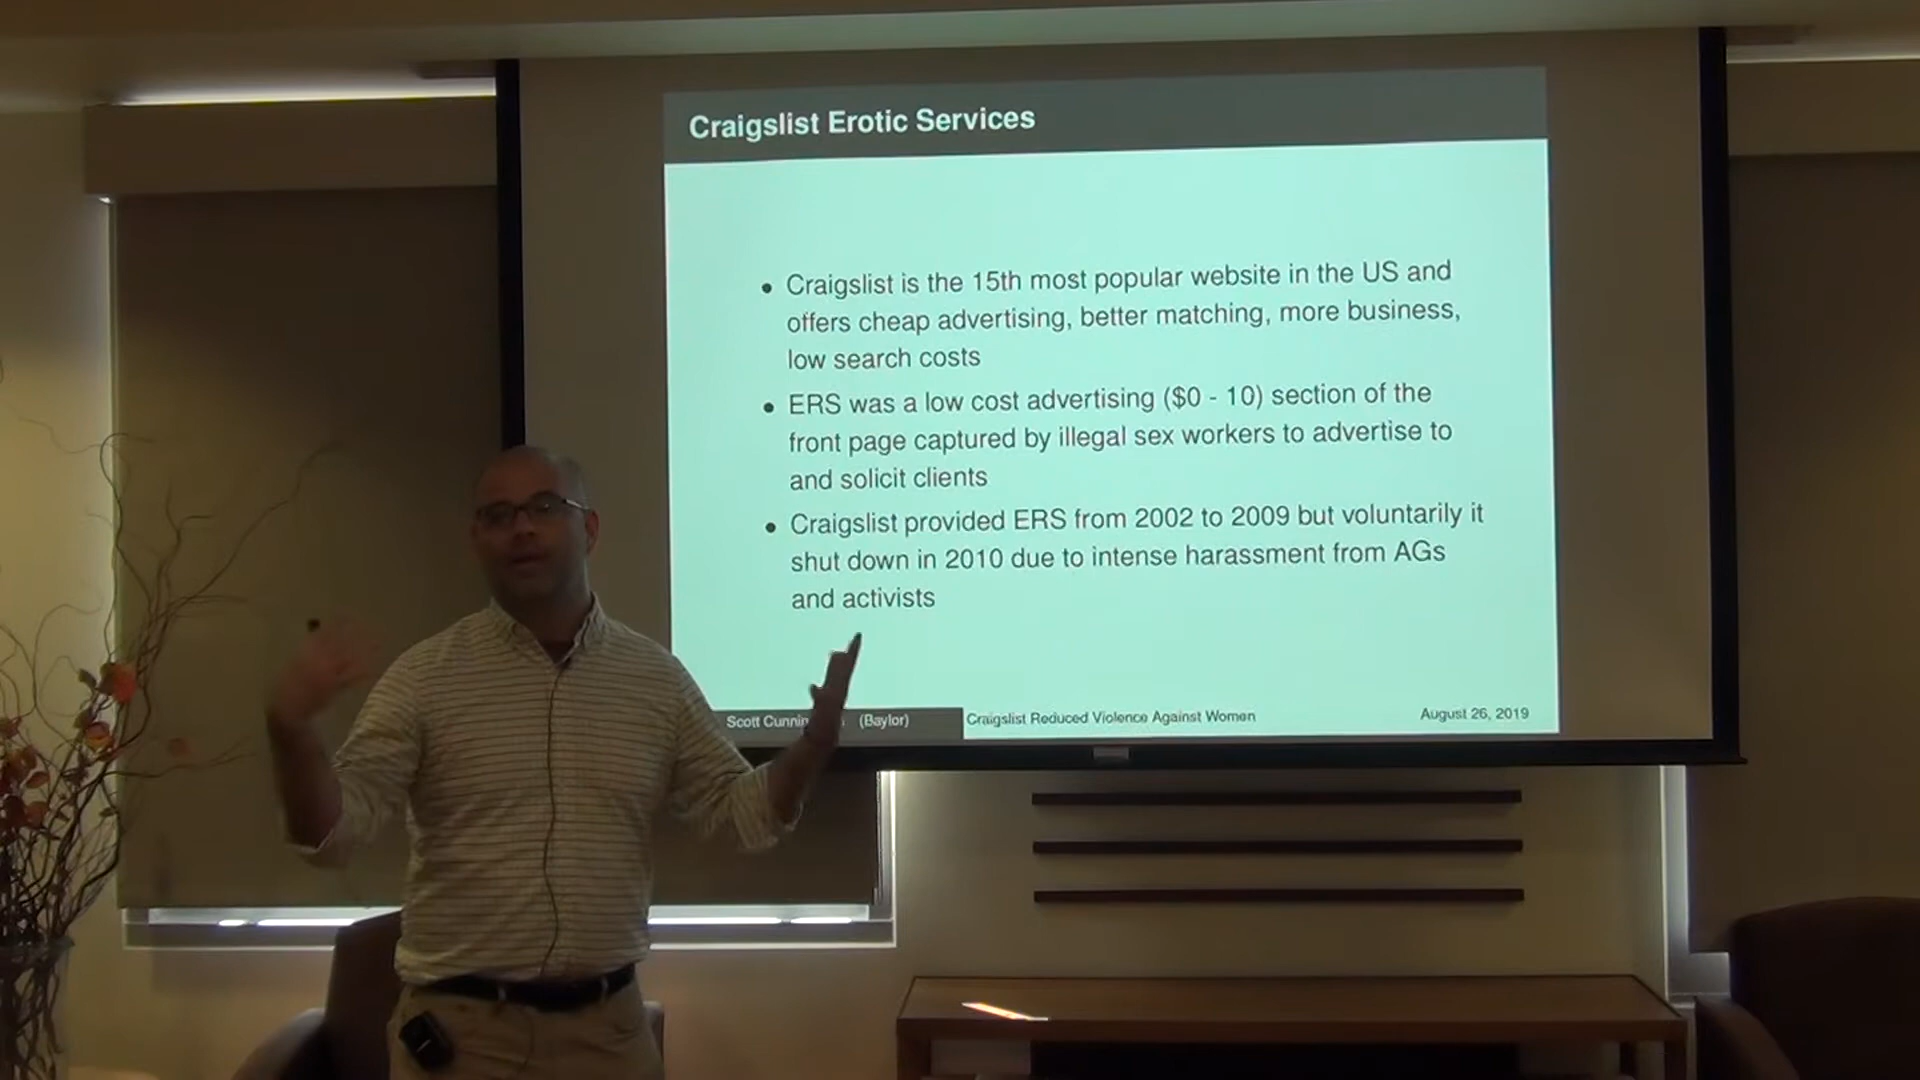 Craigslist Erotic Services
• Craigslist is the 15th most popular website in the US and
offers cheap advertising, better matching, more business,
low search costs
• ERS was a low cost advertising ($0 - 10) section of the
front page captured by illegal sex workers to advertise to
and solicit clients
• Craigslist provided ERS from 2002 to 2009 but voluntarily it
shut down in 2010 due to intense harassment from AGs
and activists
Scott (Baylor) Craigslist Reduced Violence Against Women August 26, 2019